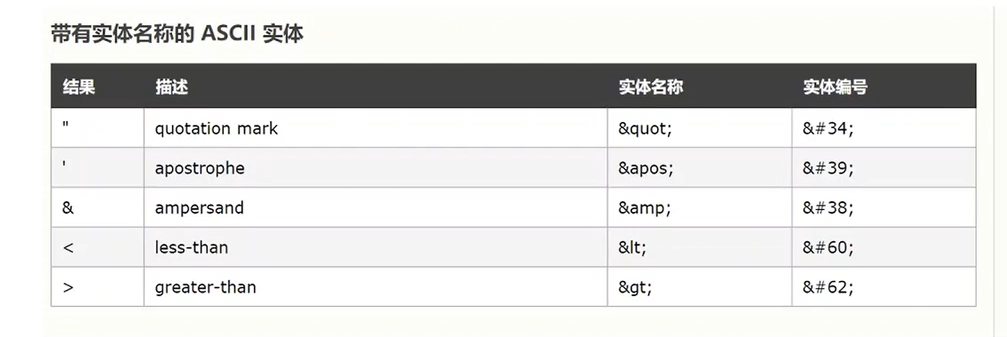 带有实体名称的 ASCII 实体
结果 描述 实体名称 实体编号
" quotation mark &quot; &#34;
' apostrophe &apos; &#39;
& ampersand &amp; &#38;
< less-than &lt; &#60;
> greater-than &gt; &#62;